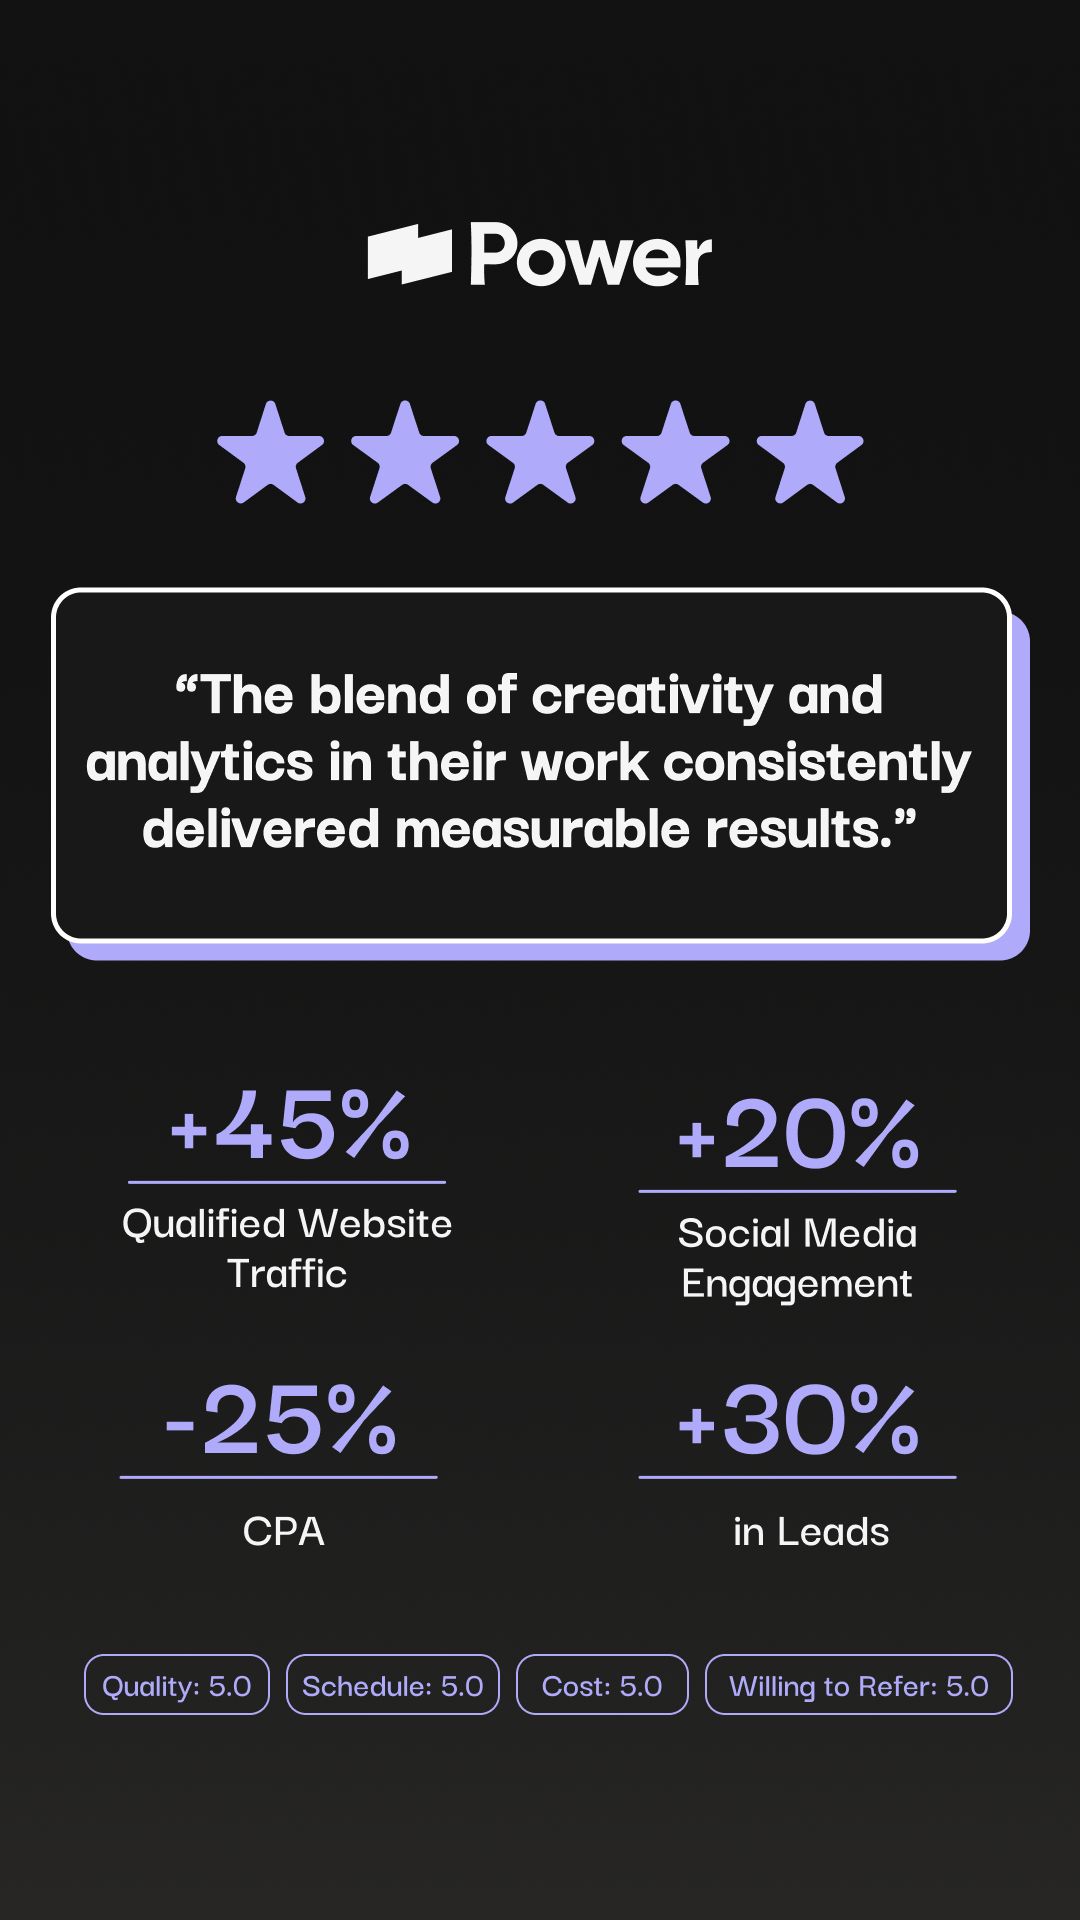 Power
“The blend of creativity and
analytics in their work consistently
delivered measurable results.”
+45%
Qualified Website
Traffic
+20%
Social Media
Engagement
-25%
CPA
+30%
in Leads
Quality: 5.0
Schedule: 5.0
Cost: 5.0
Willing to Refer: 5.0